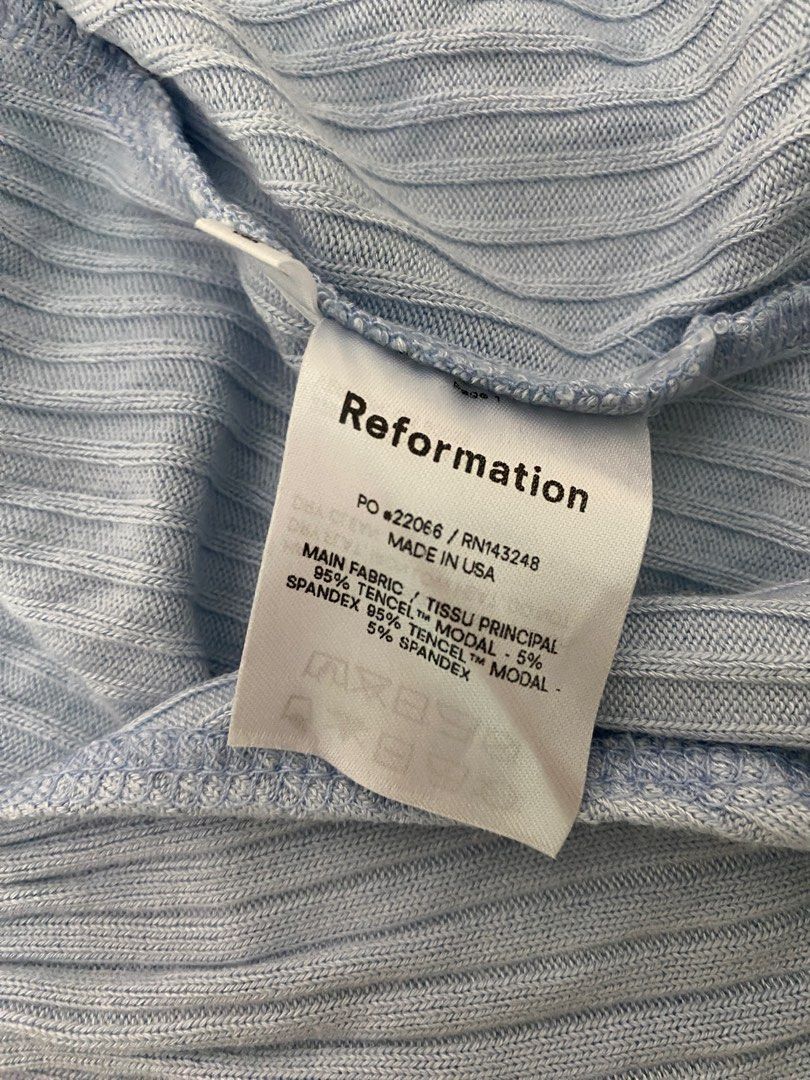 Reformation
PO #22066 / RN143248
MADE IN USA
MAIN FABRIC / TISSU PRINCIPAL
95% TENCEL™ MODAL - 5%
SPANDEX 95% TENCEL™ MODAL -
5% SPANDEX